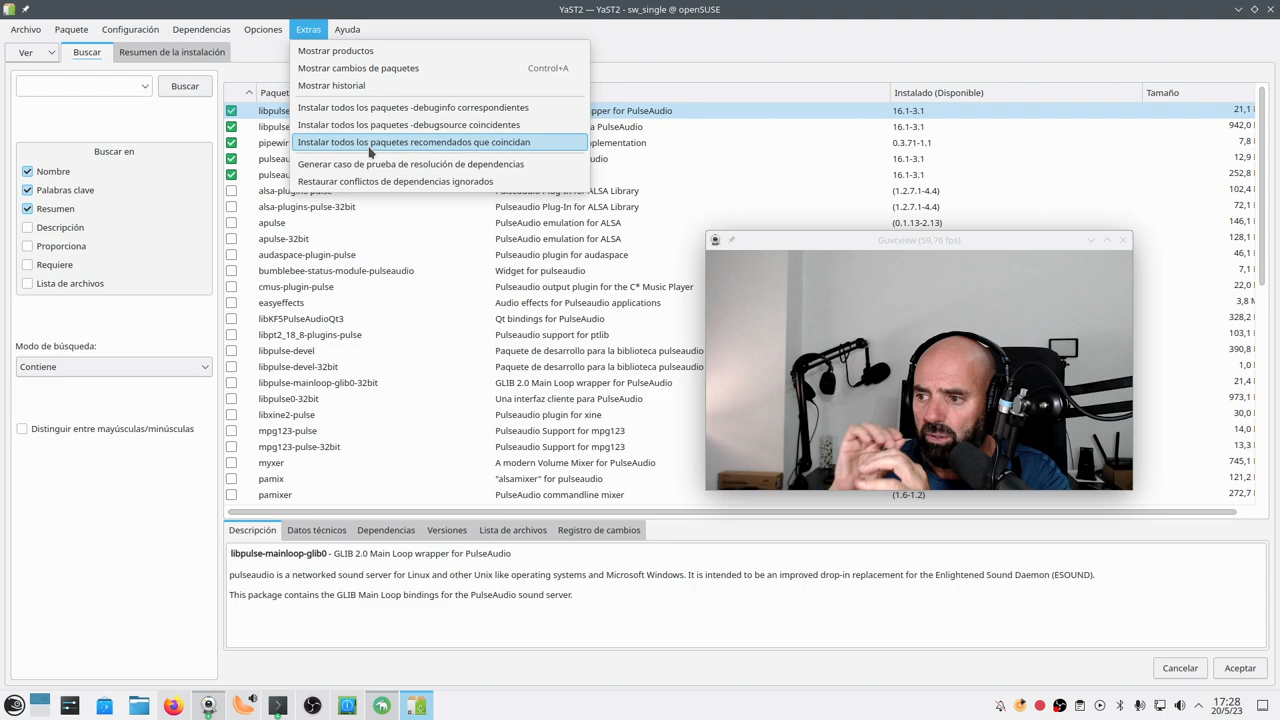 YaST2 — YaST2 - sw_single @ openSUSE
Archivo Paquete Configuración Dependencias Opciones Extras Ayuda
Ver Buscar Resumen de la instalación
Mostrar productos
Mostrar cambios de paquetes Control+A
Mostrar historial
Instalar todos los paquetes -debuginfo correspondientes
Instalar todos los paquetes -debugsource coincidentes
Instalar todos los paquetes recomendados que coincidan
Generar caso de prueba de resolución de dependencias
Restaurar conflictos de dependencias ignorados
Buscar
Buscar en
Nombre
Palabras clave
Resumen
Descripción
Proporciona
Requiere
Lista de archivos
Modo de búsqueda:
Contiene
Distinguir entre mayúsculas/minúsculas
Instalado (Disponible) Tamaño
16.1-3.1 21,1
16.1-3.1 942,0
0.3.71-1.1 7,8
16.1-3.1 12,9
16.1-3.1 252,8
PulseAudio Plug-In for ALSA Library (1.2.7.1-4.4) 102,4
alsa-plugins-pulse-32bit Pulseaudio Plug-In for ALSA Library (1.2.7.1-4.4) 72,1
apulse PulseAudio emulation for ALSA (0.1.13-2.13) 146,1
apulse-32bit PulseAudio emulation for ALSA 128,1
audaspace-plugin-pulse PulseAudio plugin for audaspace 46,1
bumblebee-status-module-pulseaudio Widget for pulseaudio 7,1
cmus-plugin-pulse Pulseaudio output plugin for the C* Music Player 22,0
easyeffects Audio effects for Pulseaudio applications 3,8
libKF5PulseAudioQt3 Qt bindings for PulseAudio 328,2
libpt2_18_8-plugins-pulse Pulseaudio support for ptlib 103,1
libpulse-devel Paquete de desarrollo para la biblioteca pulseaudio 390,8
libpulse-devel-32bit Paquete de desarrollo para la biblioteca pulseaudio 1,0
libpulse-mainloop-glib0-32bit GLIB 2.0 Main Loop wrapper for PulseAudio 21,4
libpulse0-32bit Una interfaz cliente para PulseAudio 973,1
libxine2-pulse Pulseaudio plugin for xine 30,0
mpg123-pulse Pulseaudio Support for mpg123 14,0
mpg123-pulse-32bit Pulseaudio Support for mpg123 13,3
myxer A modern Volume Mixer for PulseAudio 745,1
pamix "alsamixer" for pulseaudio 121,2
pamixer PulseAudio commandline mixer (1.6-1.2) 272,7
Guvcview (59,76 fps)
Descripción Datos técnicos Dependencias Versiones Lista de archivos Registro de cambios
libpulse-mainloop-glib0 - GLIB 2.0 Main Loop wrapper for PulseAudio
pulseaudio is a networked sound server for Linux and other Unix like operating systems and Microsoft Windows. It is intended to be an improved drop-in replacement for the Enlightened Sound Daemon (ESOUND).
This package contains the GLIB Main Loop bindings for the PulseAudio sound server.
Cancelar Aceptar
17:28
20/5/23